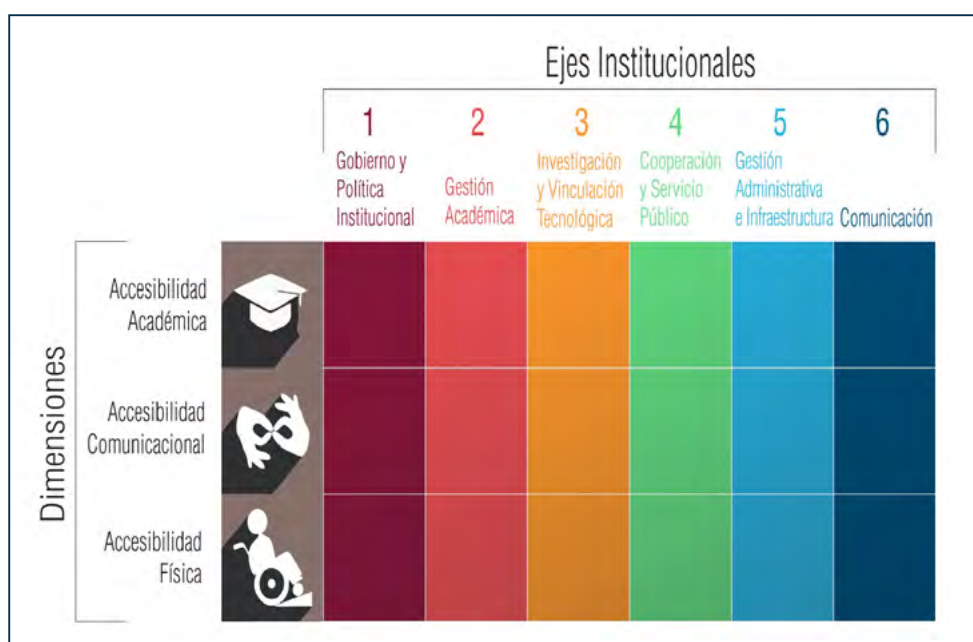 Ejes Institucionales
1
Gobierno y
Política
Institucional
2
Gestión
Académica
3
Investigación
y Vinculación
Tecnológica
4
Cooperación
y Servicio
Público
5
Gestión
Administrativa
e Infraestructura
6
Comunicación
Dimensiones
Accesibilidad
Académica
Accesibilidad
Comunicacional
Accesibilidad
Física